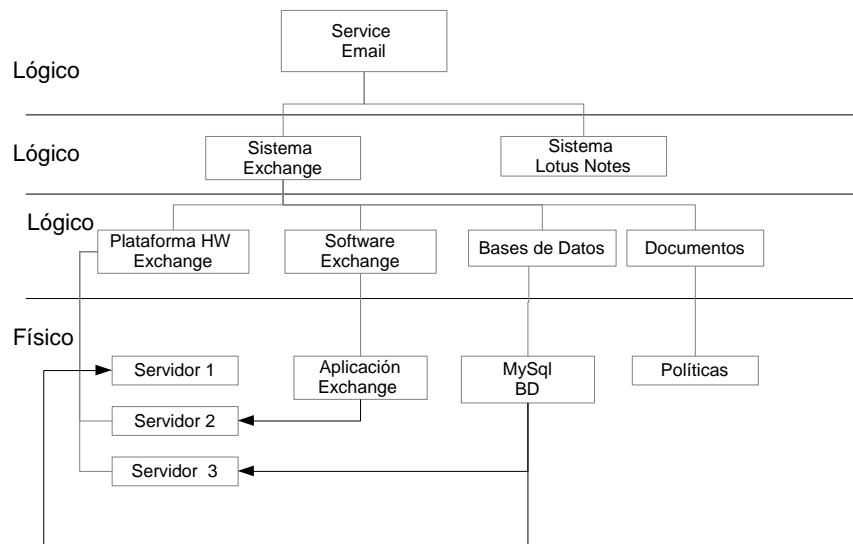 Service
Email
Lógico
Lógico
Sistema
Exchange
Sistema
Lotus Notes
Lógico
Plataforma HW
Exchange
Software
Exchange
Bases de Datos
Documentos
Físico
Servidor 1
Aplicación
Exchange
MySql
BD
Políticas
Servidor 2
Servidor 3